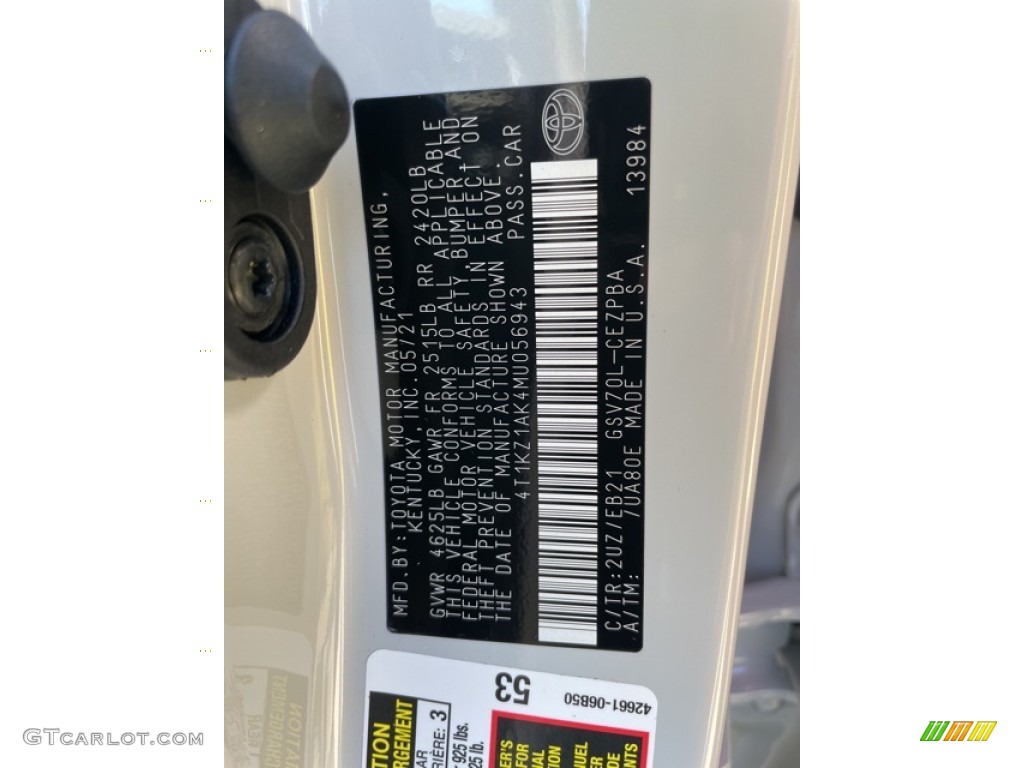 MFD.BY:TOYOTA MOTOR MANUFACTURING,
KENTUCKY,INC.05/21
GVWR 4625LB GAWR FR 2515LB RR 2420LB
THIS VEHICLE CONFORMS TO ALL APPLICABLE
FEDERAL MOTOR VEHICLE SAFETY,BUMPER,AND
THEFT PREVENTION STANDARDS IN EFFECT ON
THE DATE OF MANUFACTURE SHOWN ABOVE.
4T1KZ1AK4MU056943 PASS.CAR
C/TR:2UZ/EB21 GSV70L-CEZPBA
A/TM: 7UA80E MADE IN U.S.A. 13984
53
42661-06B50
3
925 lbs.
GTCARLOT.COM